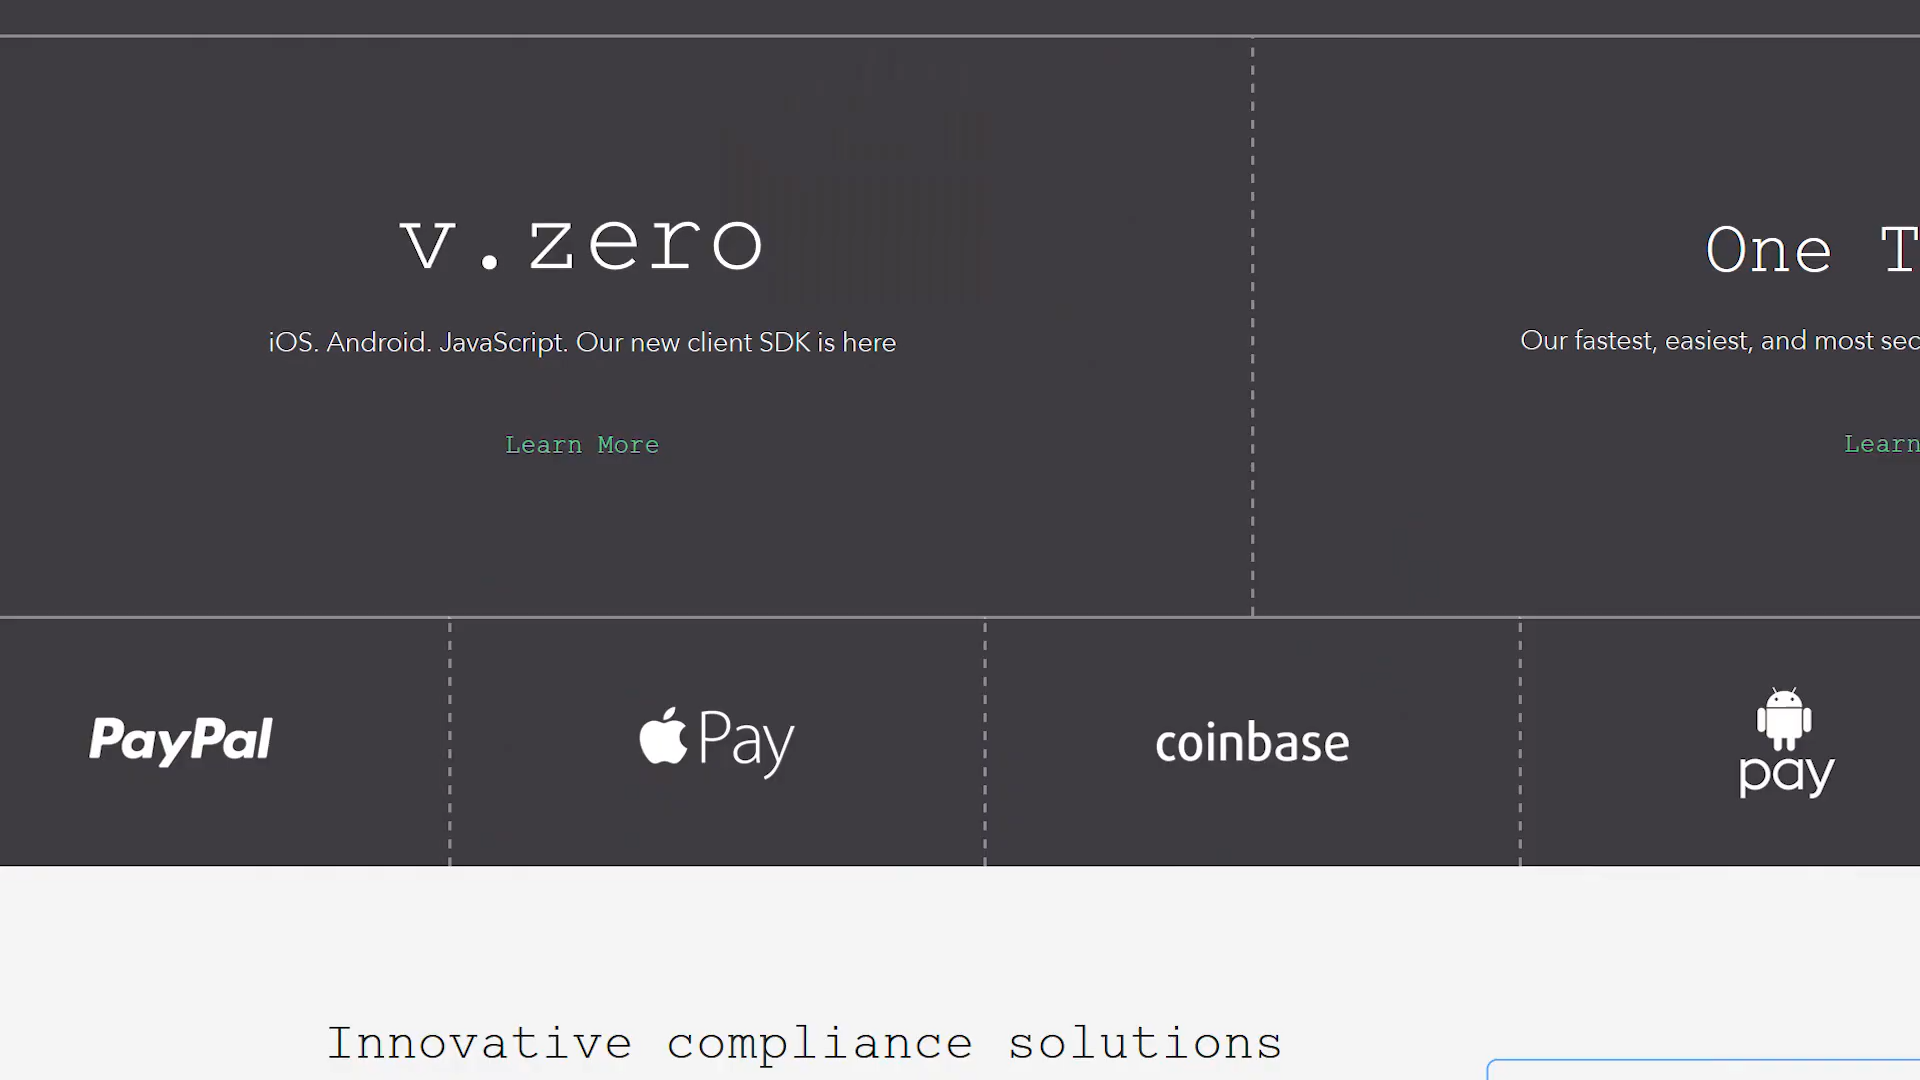 v.zero
One T
iOS. Android. JavaScript. Our new client SDK is here
Our fastest, easiest, and most sec
Learn More
Learn
PayPal
Pay
coinbase
pay
Innovative compliance solutions